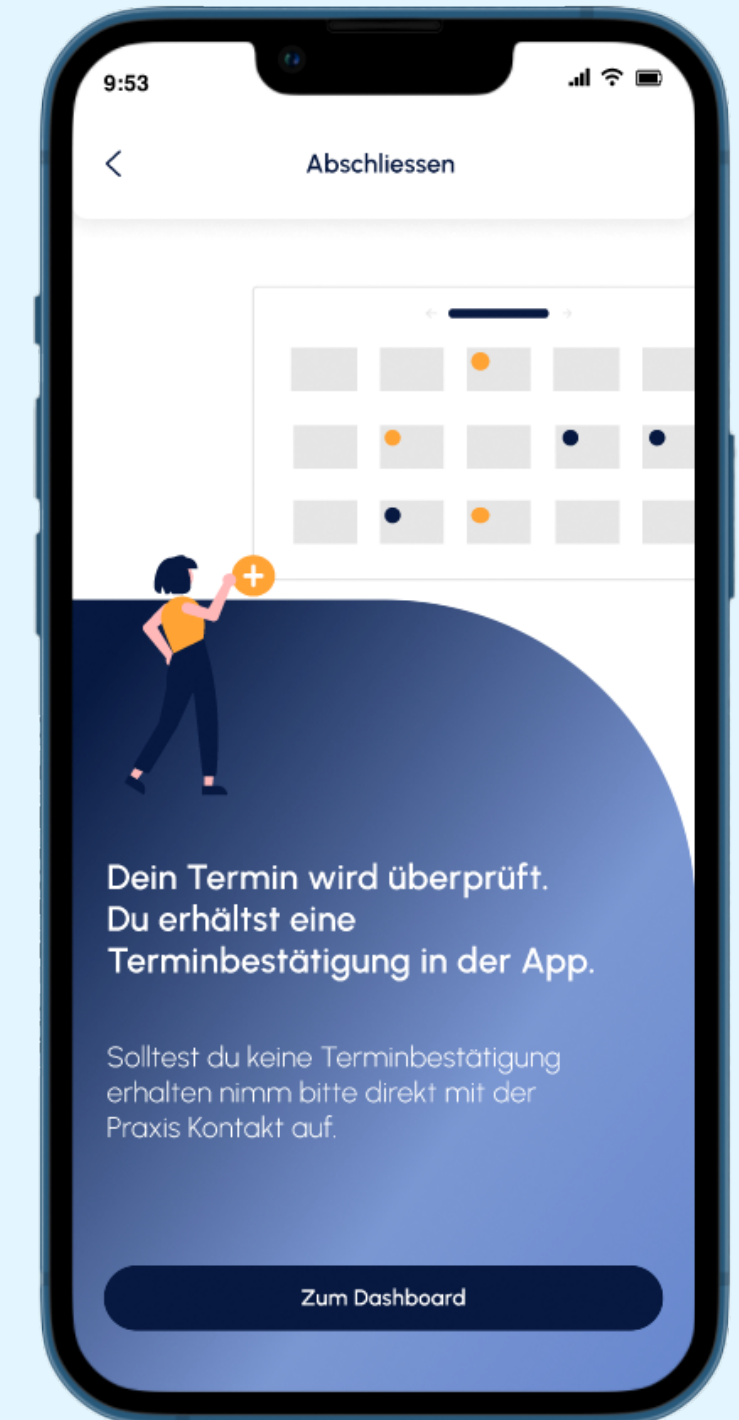 9:53
Abschliessen
Dein Termin wird überprüft.
Du erhältst eine
Terminbestätigung in der App.
Solltest du keine Terminbestätigung
erhalten nimm bitte direkt mit der
Praxis Kontakt auf.
Zum Dashboard